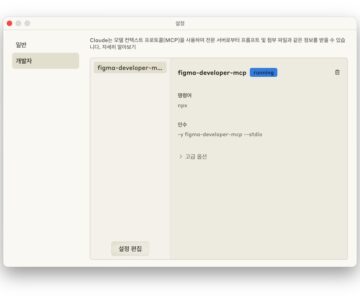 설정
일반
개발자
Claude는 모델 컨텍스트 프로토콜(MCP)을 사용하여 전문 서버로부터 프롬프트 및 첨부 파일과 같은 정보를 받을 수 있습
니다. 자세히 알아보기
figma-developer-m...
figma-developer-mcp running
명령어
npx
인수
-y figma-developer-mcp --stdio
고급 옵션
설정 편집